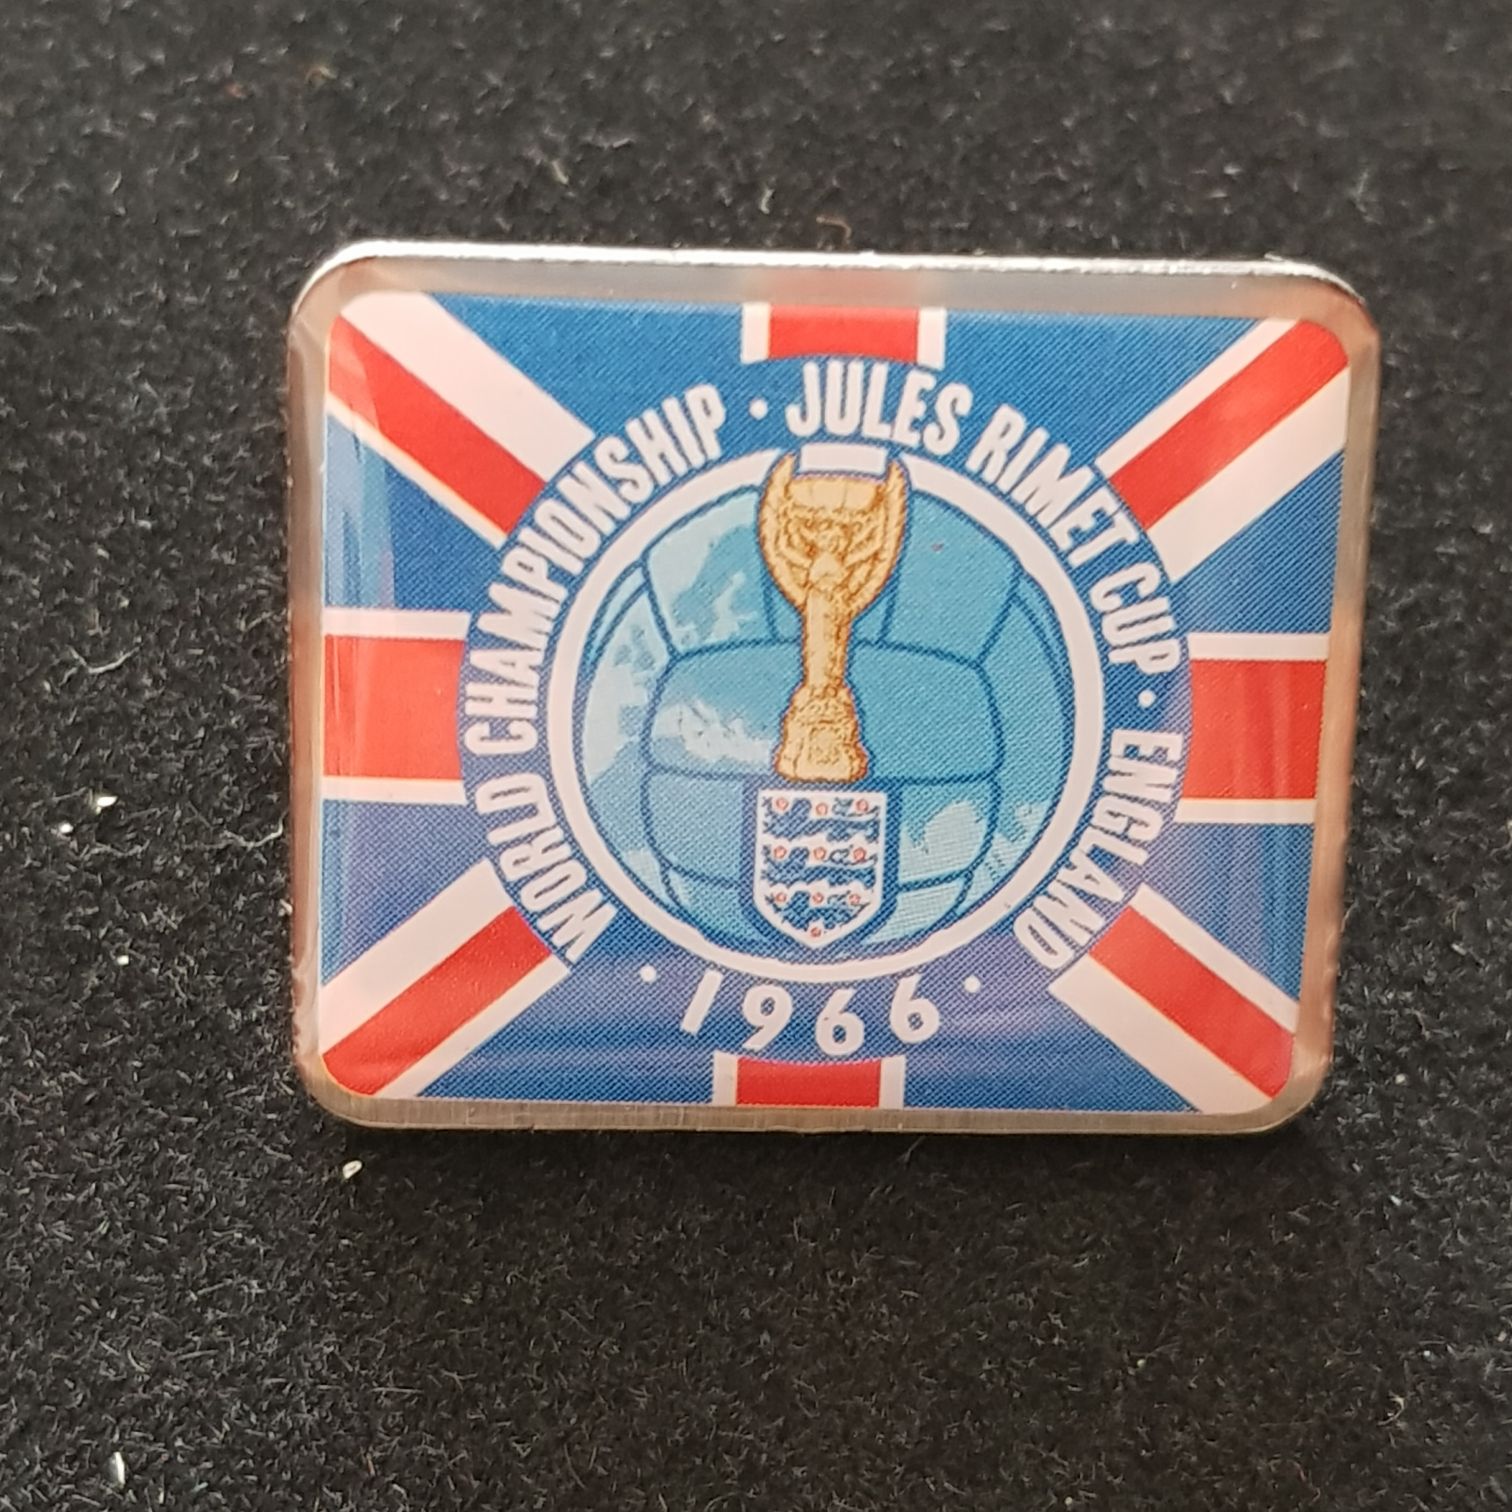 WORLD CHAMPIONSHIP · JULES RIMET CUP · ENGLAND
· 1966 ·